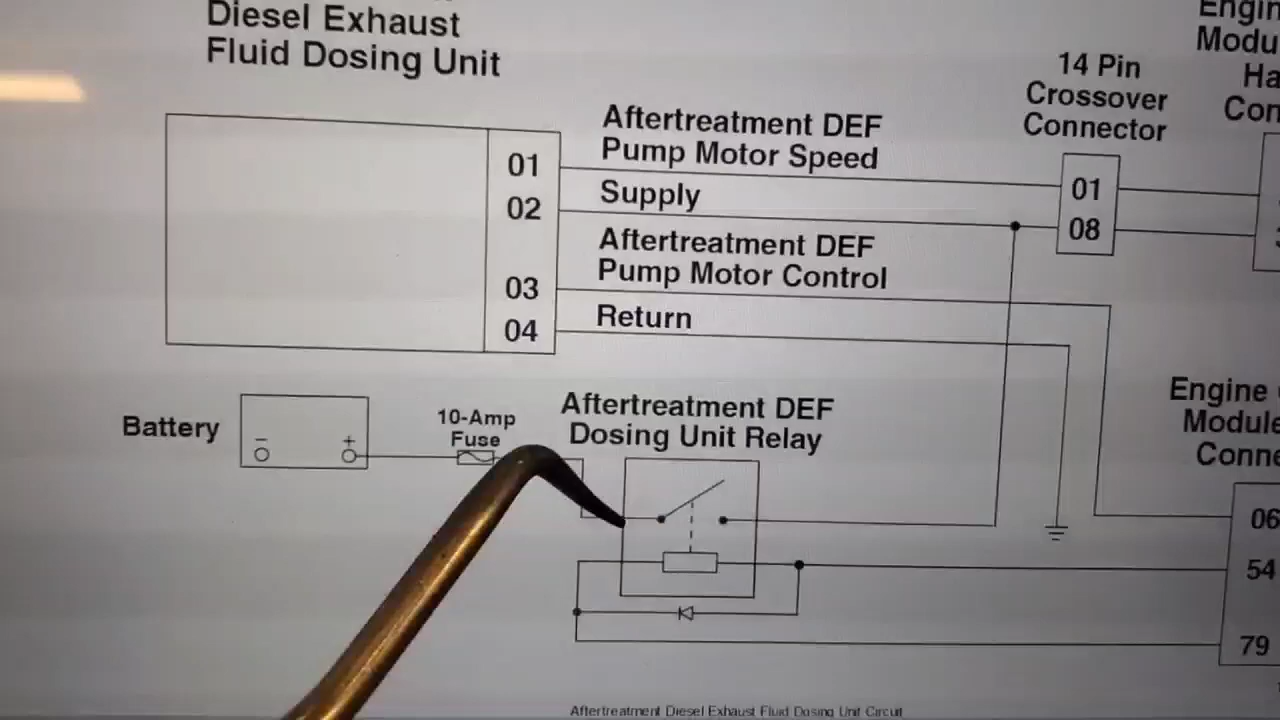 Diesel Exhaust
Fluid Dosing Unit
14 Pin
Crossover
Connector
01
02
03
04
Aftertreatment DEF
Pump Motor Speed
Supply
Aftertreatment DEF
Pump Motor Control
Return
01
08
Battery
10-Amp
Fuse
Aftertreatment DEF
Dosing Unit Relay
Engine
06
54
79
Aftertreatment Diesel Exhaust Fluid Dosing Unit Circuit